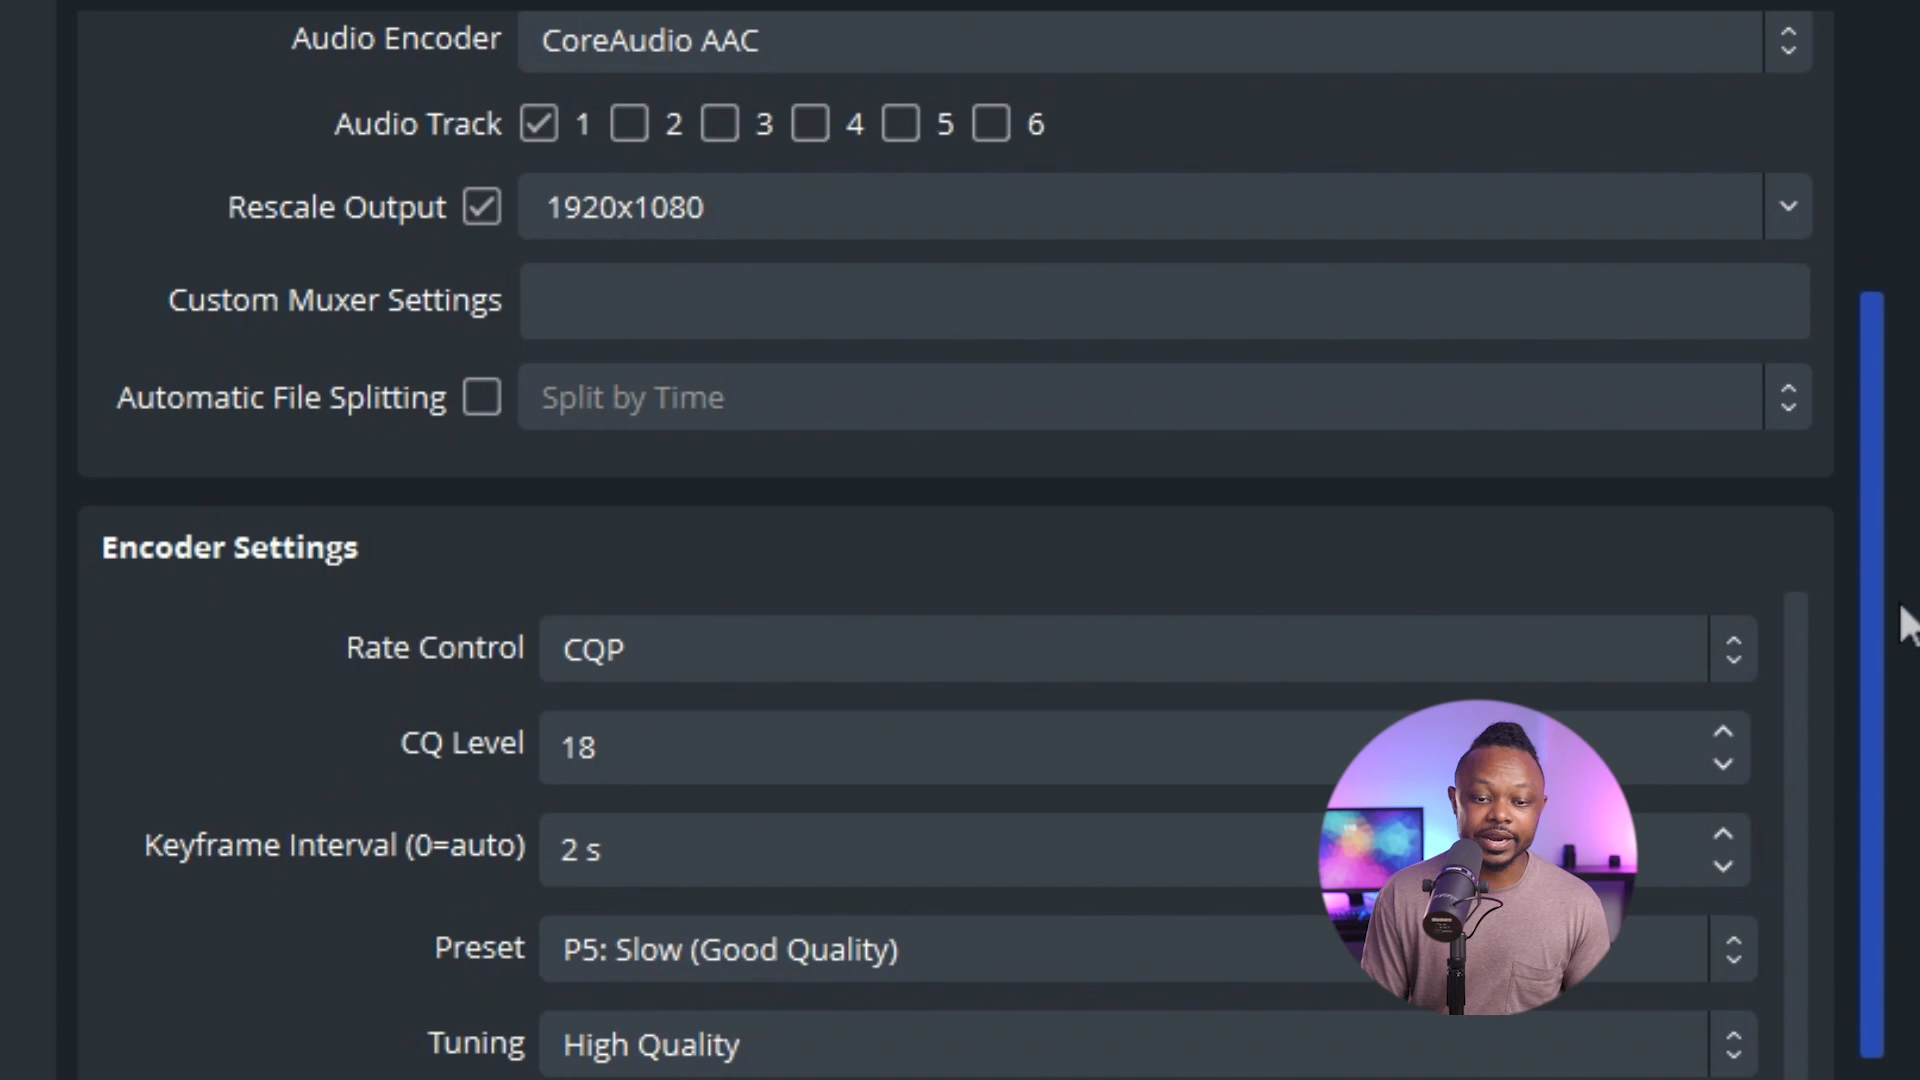 Audio Encoder CoreAudio AAC
Audio Track 1 2 3 4 5 6
Rescale Output 1920x1080
Custom Muxer Settings
Automatic File Splitting Split by Time
Encoder Settings
Rate Control CQP
CQ Level 18
Keyframe Interval (0=auto) 2 s
Preset P5: Slow (Good Quality)
Tuning High Quality